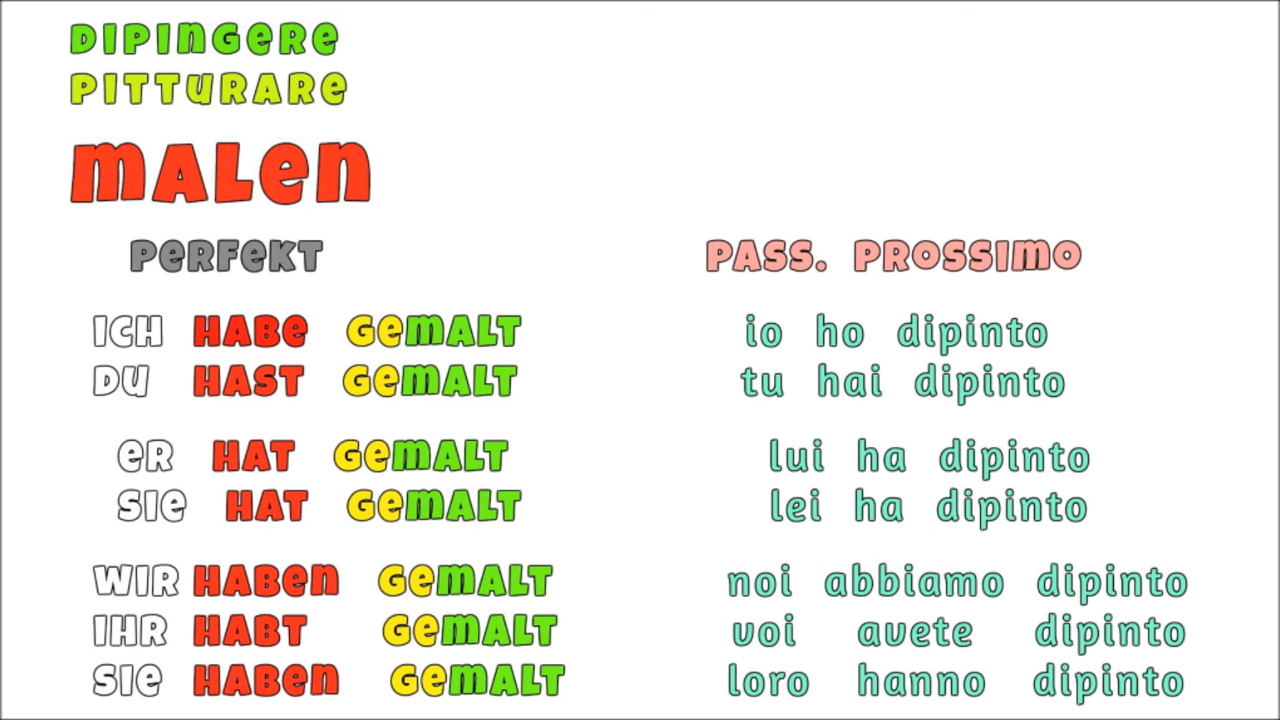 DIPINGERE
PITTURARE
MALEN
PERFEKT PASS. PROSSIMO
ICH HABE GEMALT io ho dipinto
DU HAST GEMALT tu hai dipinto
ER HAT GEMALT lui ha dipinto
SIE HAT GEMALT lei ha dipinto
WIR HABEN GEMALT noi abbiamo dipinto
IHR HABT GEMALT voi avete dipinto
SIE HABEN GEMALT loro hanno dipinto